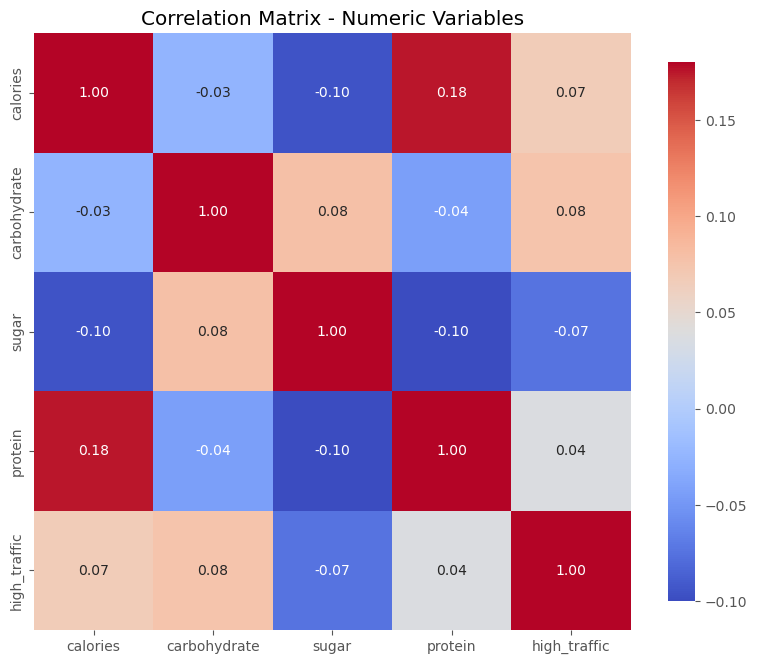 Correlation Matrix - Numeric Variables
calories
1.00
-0.03
-0.10
0.18
0.07
carbohydrate
-0.03
1.00
0.08
-0.04
0.08
sugar
-0.10
0.08
1.00
-0.10
-0.07
protein
0.18
-0.04
-0.10
1.00
0.04
high_traffic
0.07
0.08
-0.07
0.04
1.00
calories
carbohydrate
sugar
protein
high_traffic
0.15
0.10
0.05
0.00
−0.05
−0.10